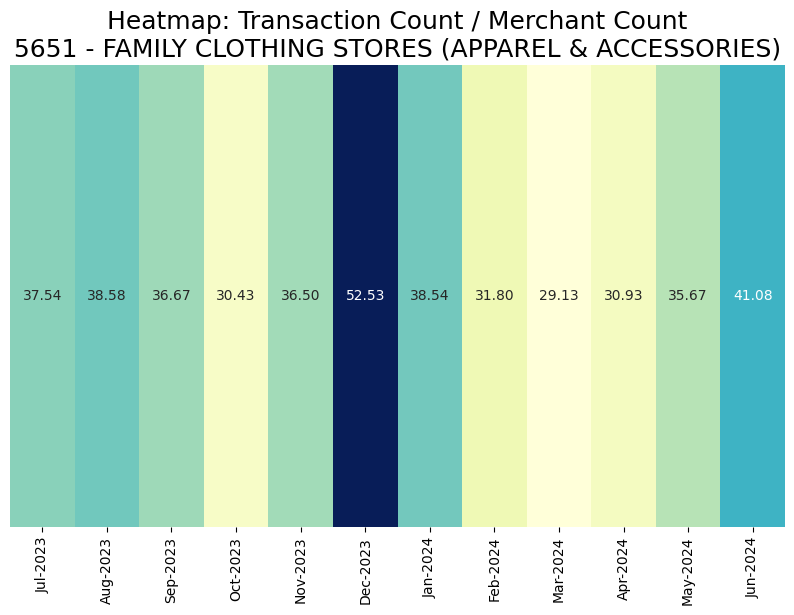 Heatmap: Transaction Count / Merchant Count
5651 - FAMILY CLOTHING STORES (APPAREL & ACCESSORIES)
37.54 38.58 36.67 30.43 36.50 52.53 38.54 31.80 29.13 30.93 35.67 41.08
Jul-2023 Aug-2023 Sep-2023 Oct-2023 Nov-2023 Dec-2023 Jan-2024 Feb-2024 Mar-2024 Apr-2024 May-2024 Jun-2024